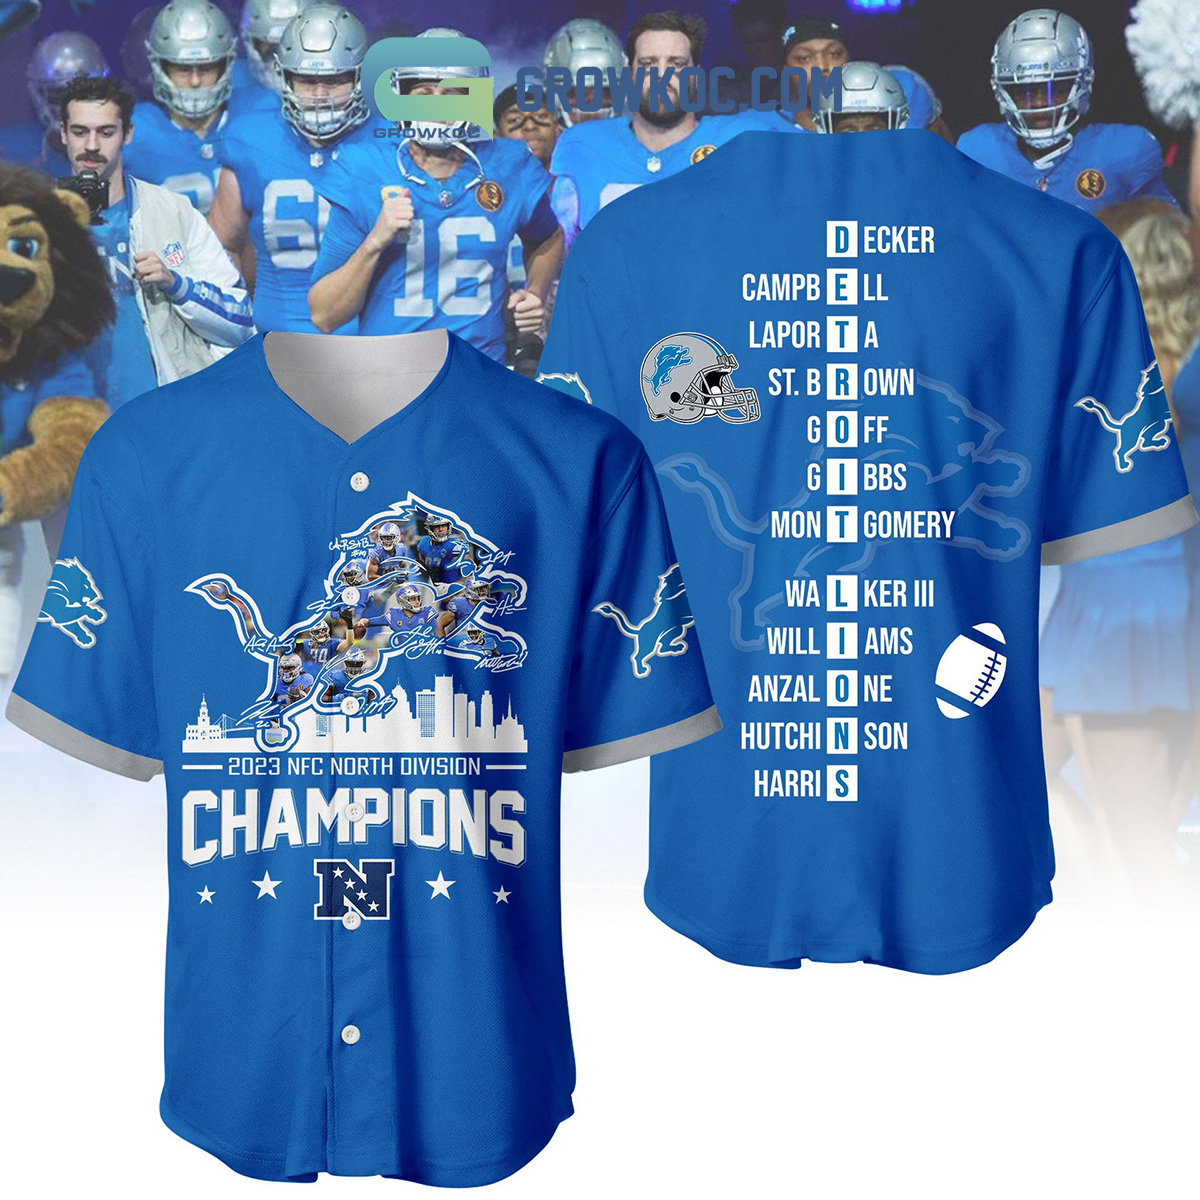 GROWKOC
GROWKOC.COM
16
6
NFL
DECKER
CAMPBELL
LAPORTA
ST. BROWN
GOFF
GIBBS
MONTGOMERY
WALKER III
WILLIAMS
ANZALONE
HUTCHINSON
HARRIS
2023 NFC NORTH DIVISION
CHAMPIONS
N